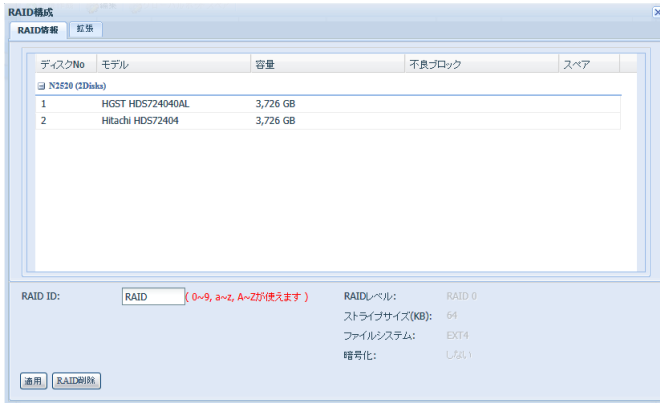 RAID構成
RAID情報 拡張
ディスクNo モデル 容量 不良ブロック スペア
N2520 (2Disks)
1 HGST HDS724040AL 3,726 GB
2 Hitachi HDS72404 3,726 GB
RAID ID: RAID ( 0~9, a~z, A~Zが使えます ) RAIDレベル: RAID 0
ストライプサイズ(KB): 64
ファイルシステム: EXT4
暗号化: しない
適用 RAID削除